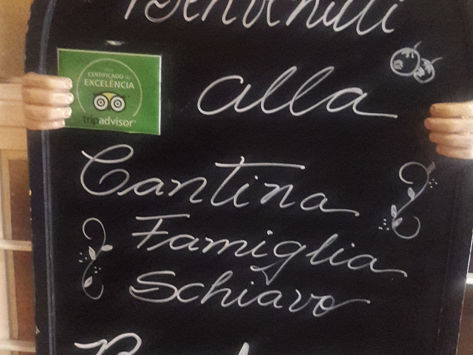 Benvenuti
CERTIFICADO de
EXCELÊNCIA
tripadvisor
alla
Cantina
Famiglia
Schiavo